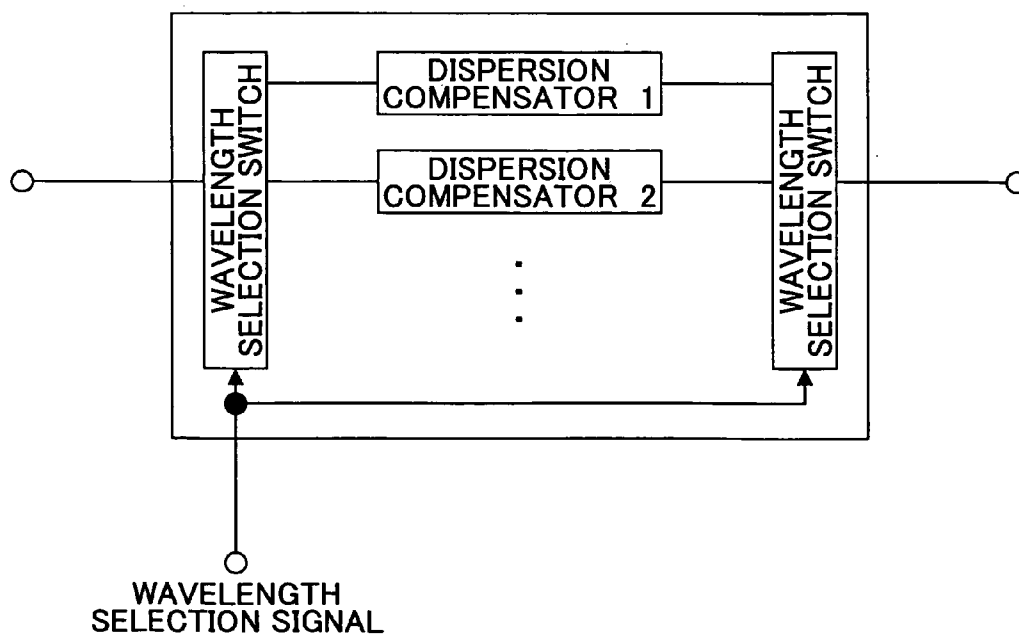 WAVELENGTH
SELECTION SWITCH
DISPERSION
COMPENSATOR 1
DISPERSION
COMPENSATOR 2
WAVELENGTH
SELECTION SWITCH
WAVELENGTH
SELECTION SIGNAL